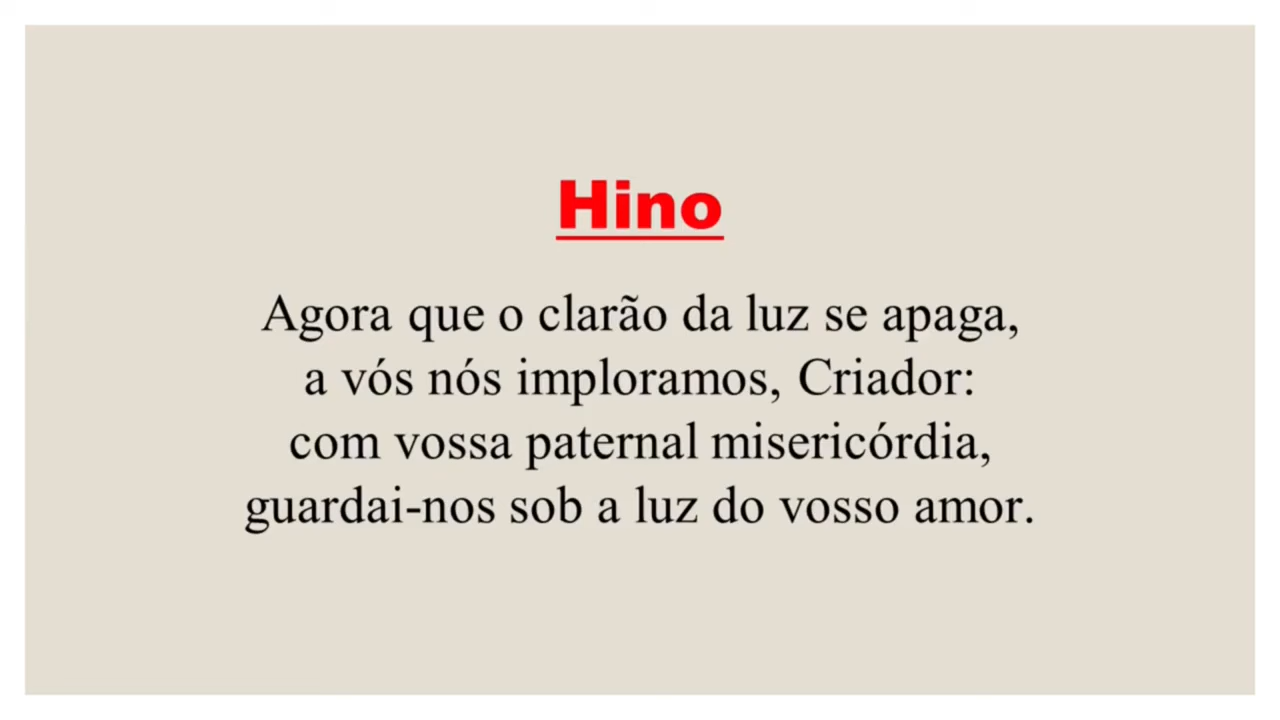 Hino
Agora que o clarão da luz se apaga,
a vós nós imploramos, Criador:
com vossa paternal misericórdia,
guardai-nos sob a luz do vosso amor.